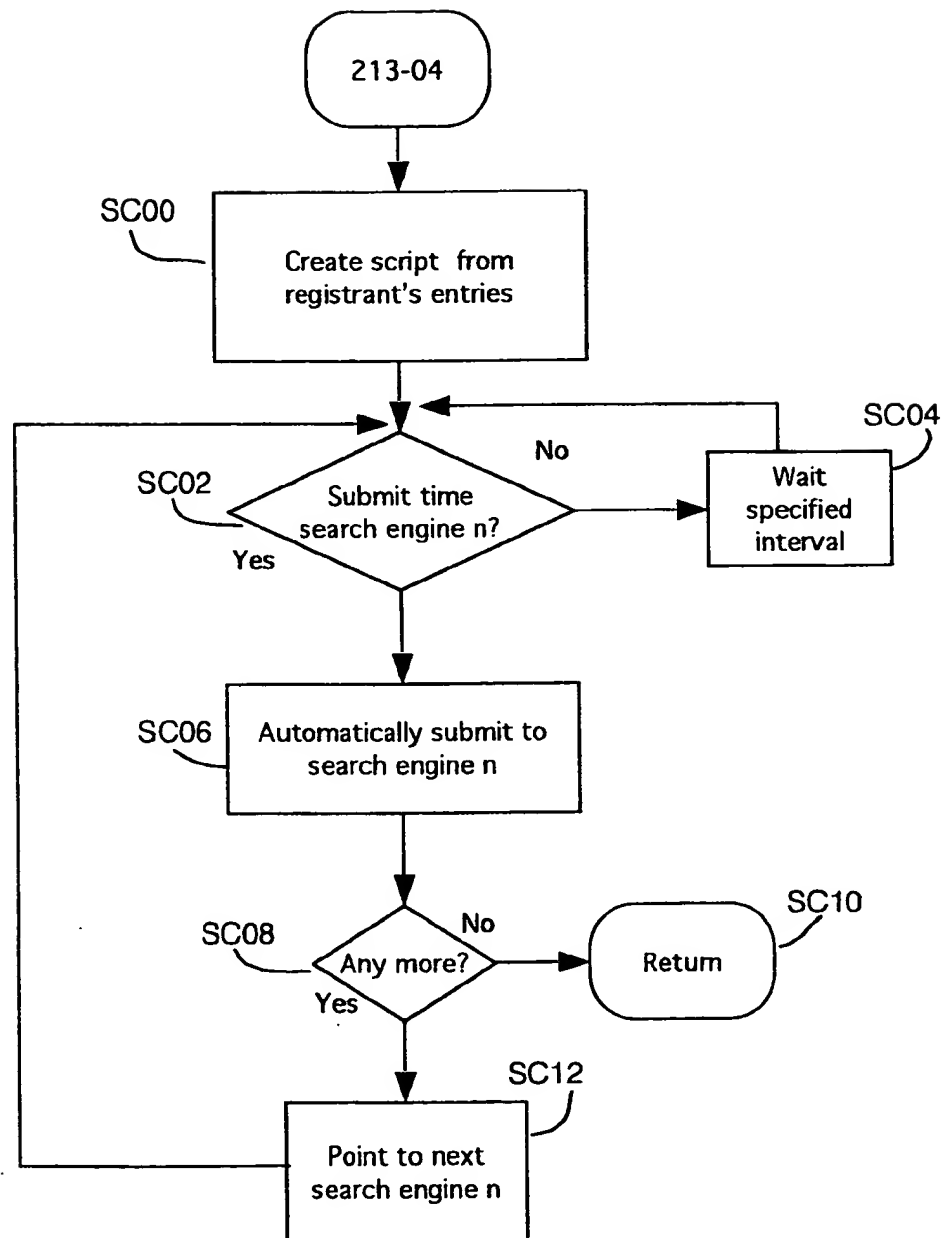 213-04
SC00
Create script from
registrant's entries
SC04
No
Wait
specified
interval
SC02
Submit time
search engine n?
Yes
SC06
Automatically submit to
search engine n
SC10
No
SC08
Any more?
Return
Yes
SC12
Point to next
search engine n